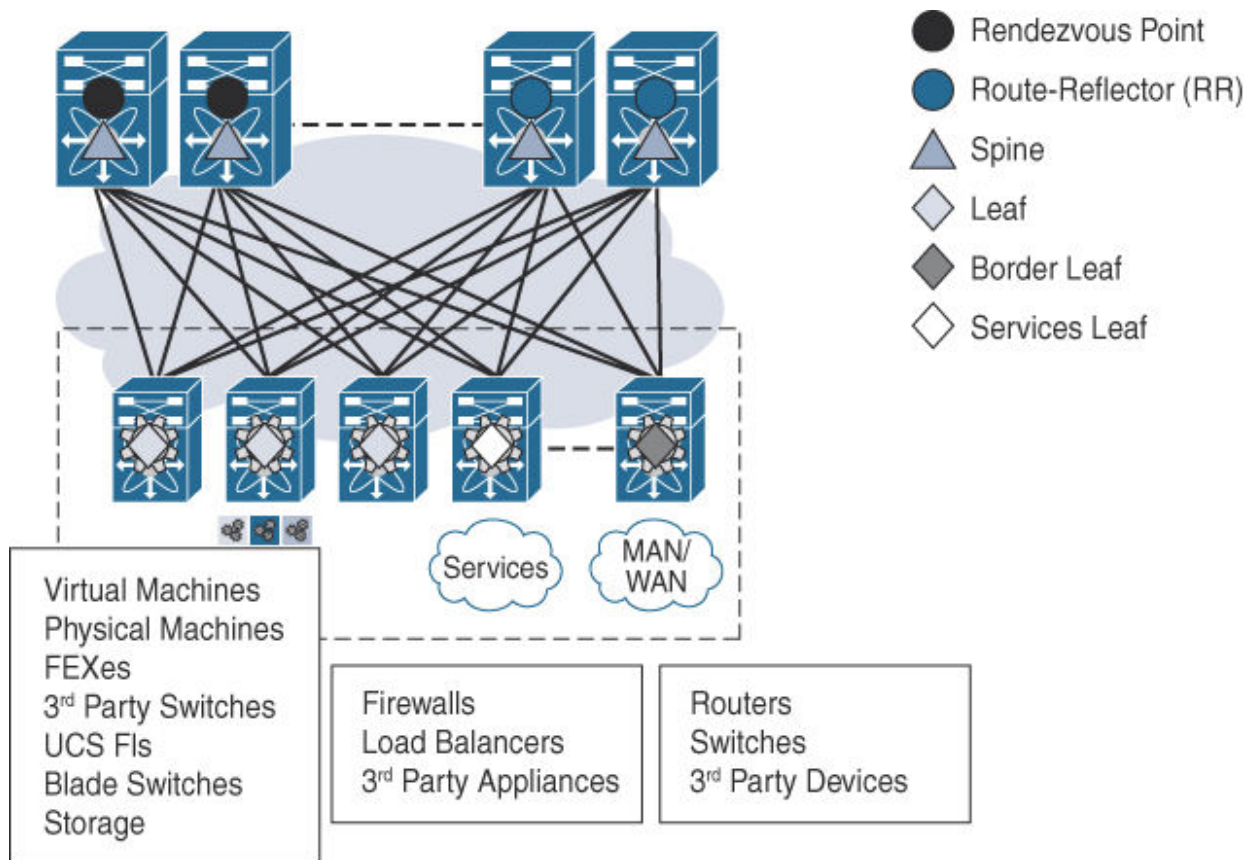 Rendezvous Point
Route-Reflector (RR)
Spine
Leaf
Border Leaf
Services Leaf
Services
MAN/
WAN
Virtual Machines
Physical Machines
FEXes
3rd Party Switches
UCS FIs
Blade Switches
Storage
Firewalls
Load Balancers
3rd Party Appliances
Routers
Switches
3rd Party Devices